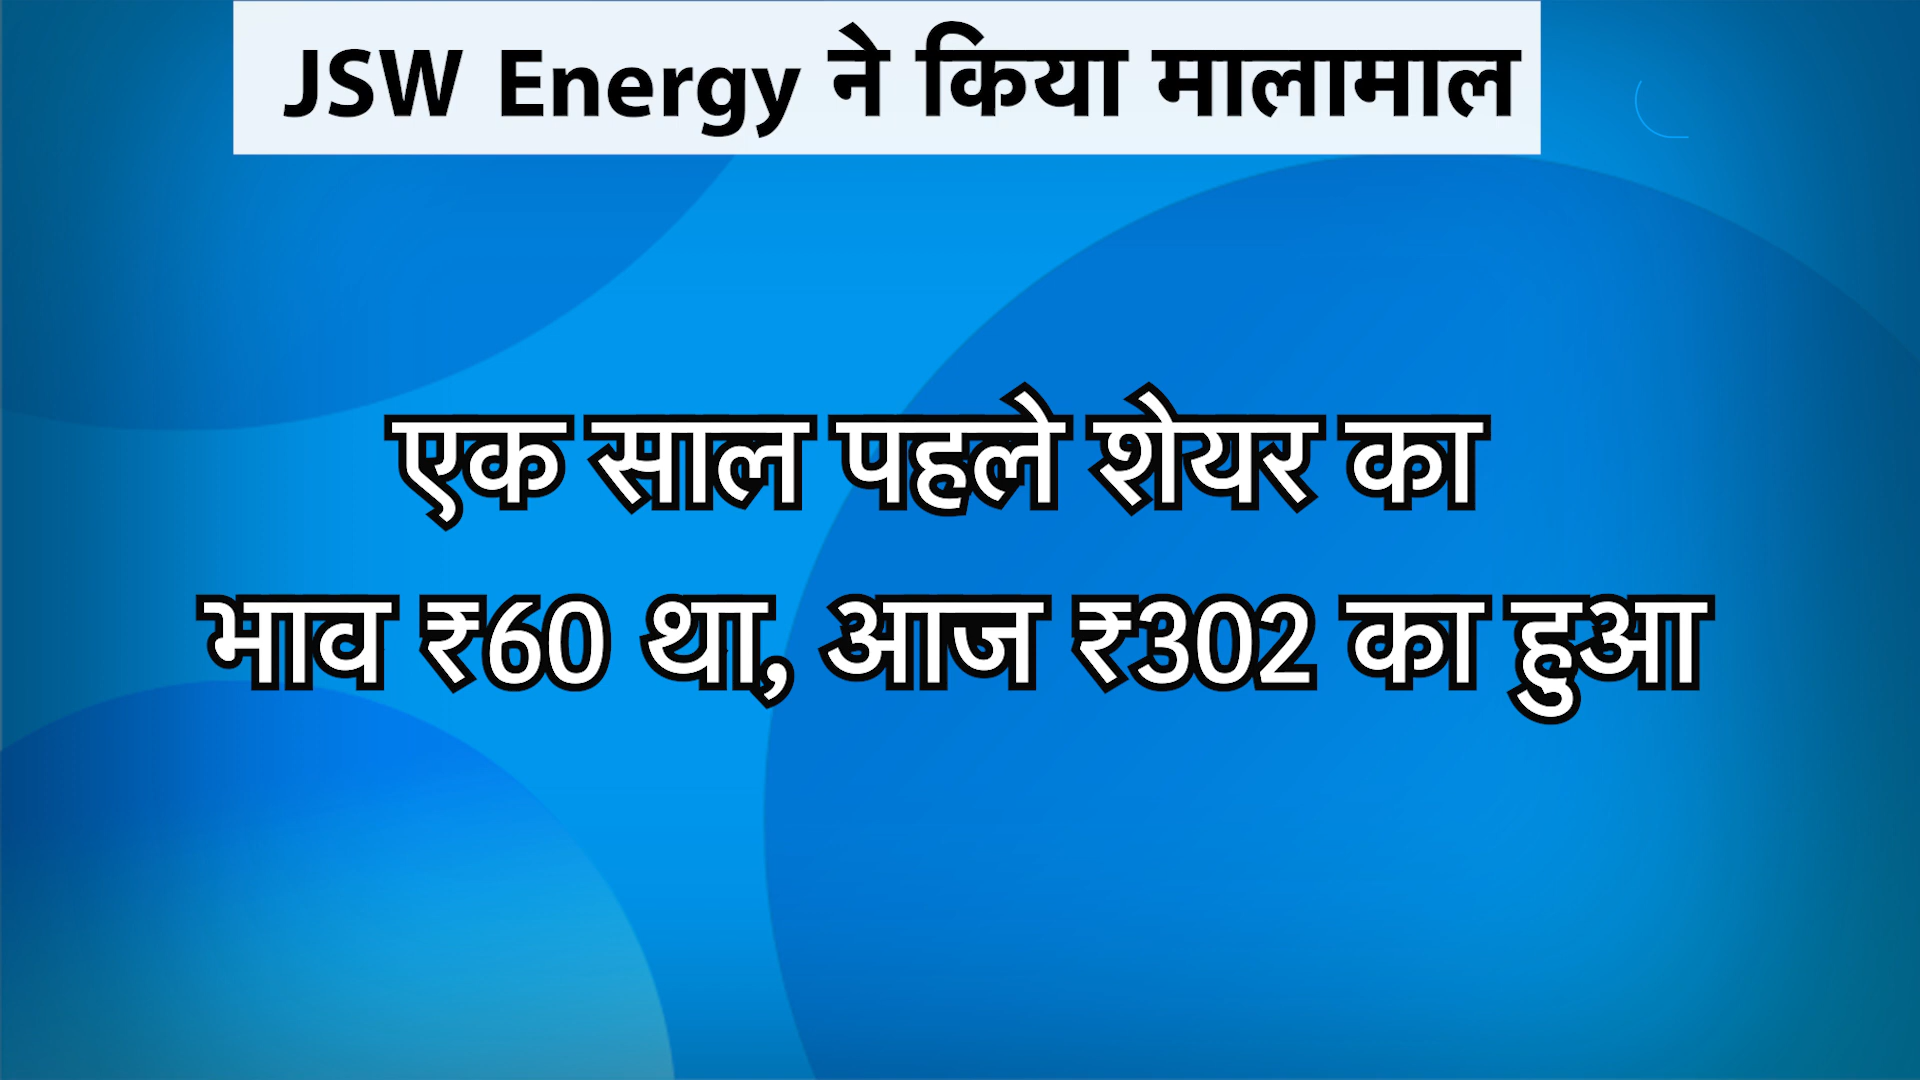 JSW Energy ने किया मालामाल
एक साल पहले शेयर का
भाव ₹60 था, आज ₹302 का हुआ